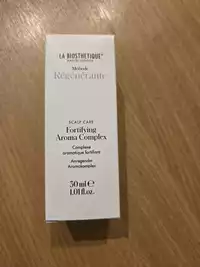 LA BIOSTHETIQUE®
Méthode
Régénérante
SCALP CARE
Fortifying
Aroma Complex
Complexe
aromatique fortifiant
Anregender
Aromakomplex
30 ml ℮
1.01 fl.oz.